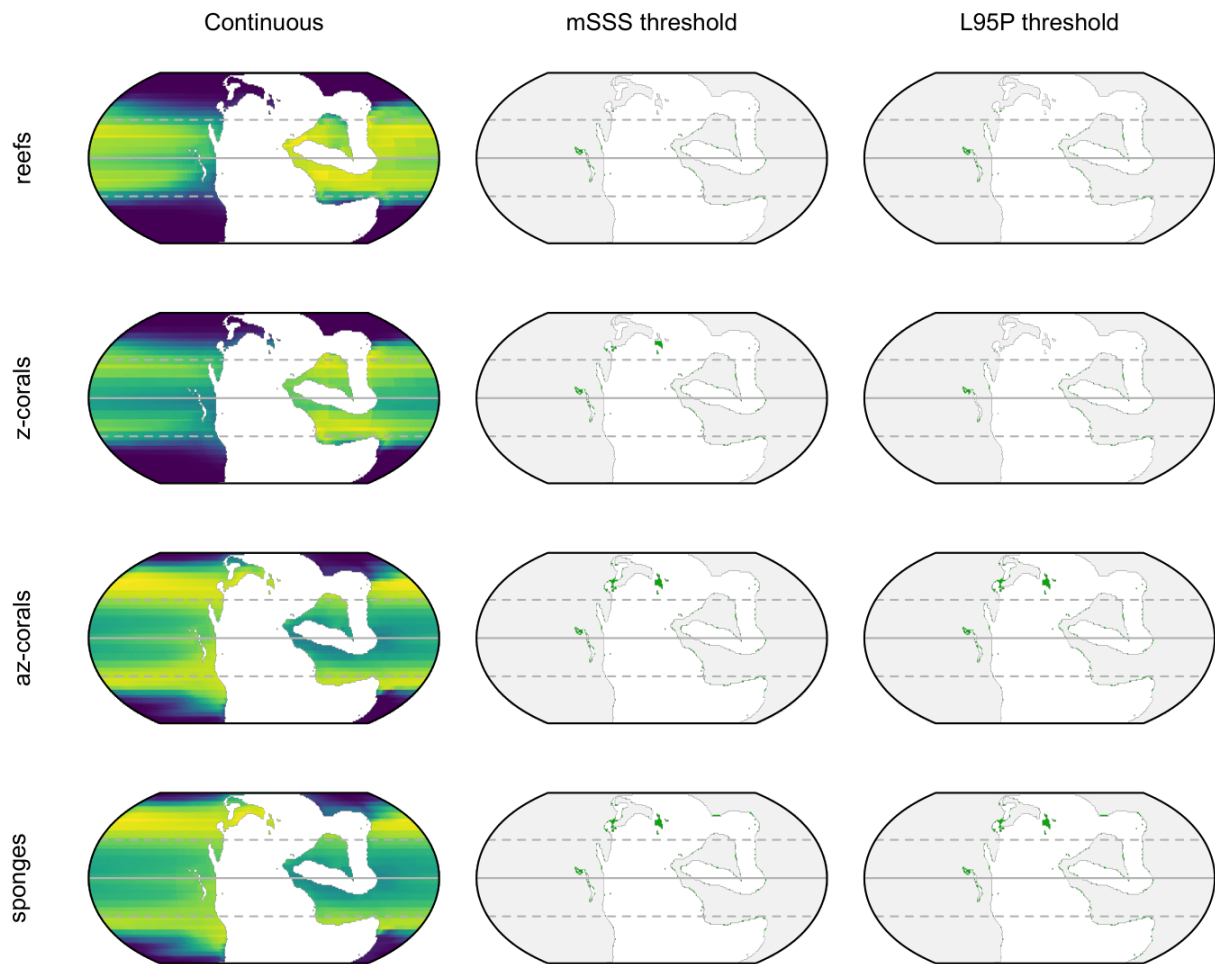 Continuous
mSSS threshold
L95P threshold
reefs
z-corals
az-corals
sponges